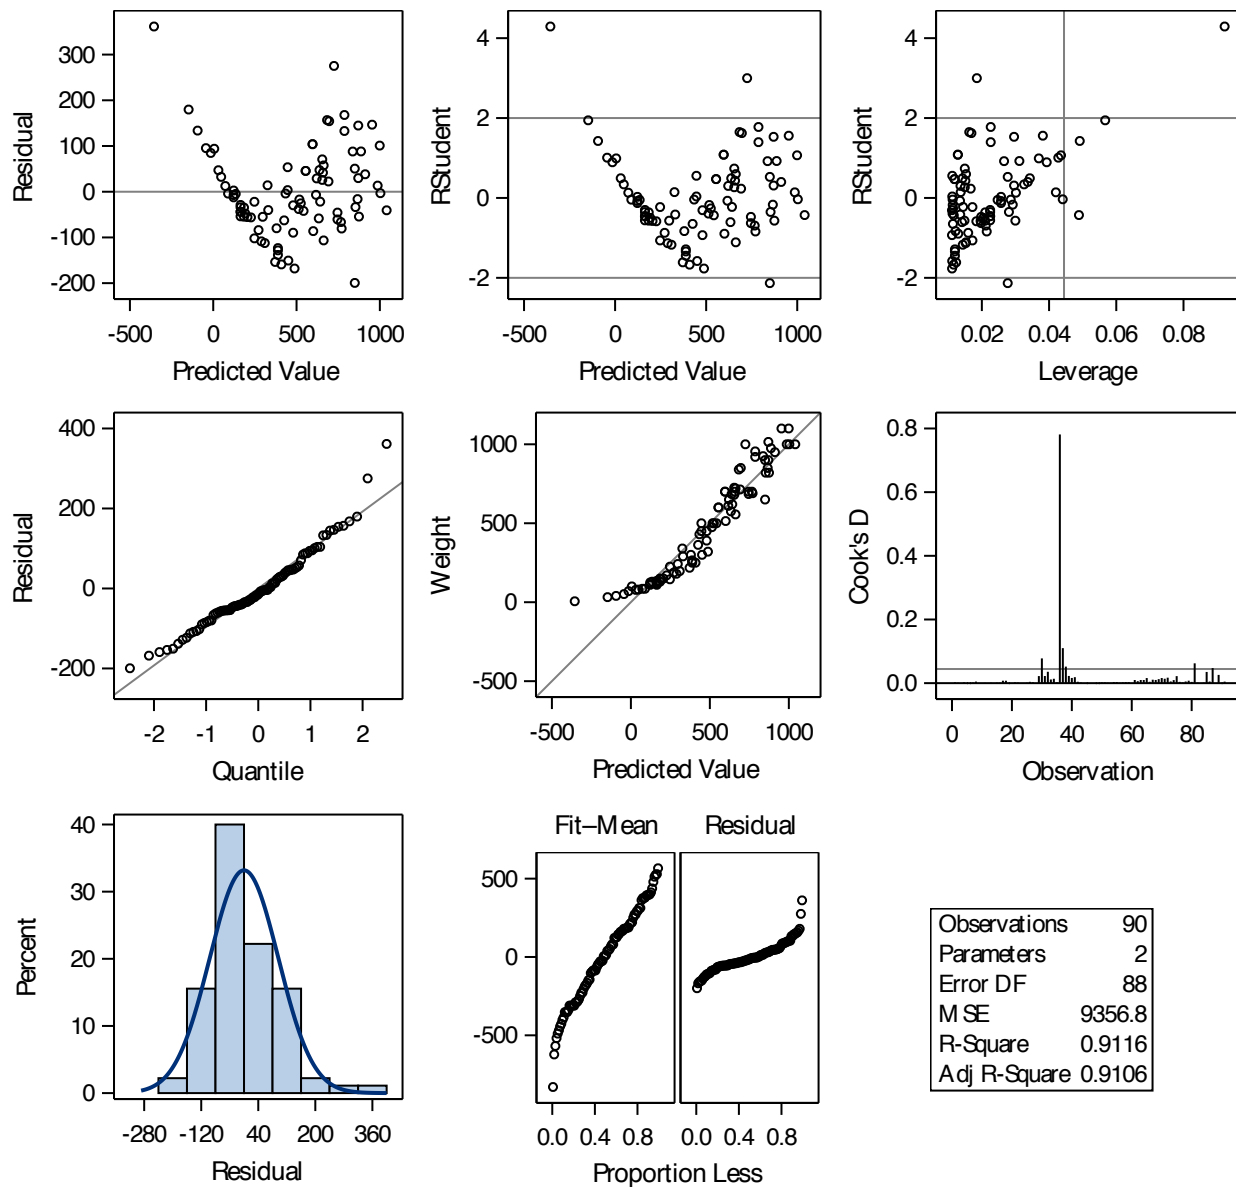 300
200
100
0
-100
-200
Residual
-500 0 500 1000
Predicted Value
4
2
0
-2
RStudent
-500 0 500 1000
Predicted Value
4
2
0
-2
RStudent
0.02 0.04 0.06 0.08
Leverage
400
200
0
-200
Residual
-2 -1 0 1 2
Quantile
1000
500
0
-500
Weight
-500 0 500 1000
Predicted Value
0.8
0.6
0.4
0.2
0.0
Cook's D
0 20 40 60 80
Observation
40
30
20
10
0
Percent
-280 -120 40 200 360
Residual
Fit–Mean Residual
500
0
-500
0.0 0.4 0.8 0.0 0.4 0.8
Proportion Less
Observations 90
Parameters 2
Error DF 88
MSE 9356.8
R-Square 0.9116
Adj R-Square 0.9106